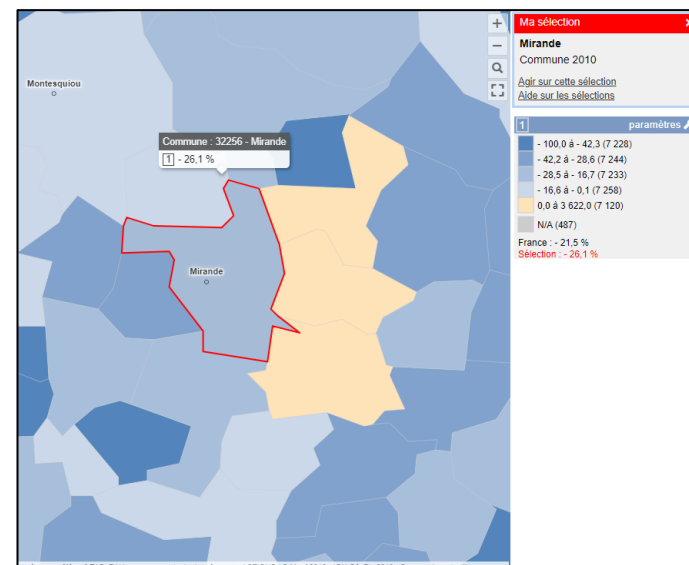 Montesquiou
Commune : 32256 - Mirande
1 - 26,1 %
Mirande
+
−
Ma sélection
Mirande
Commune 2010
Agir sur cette sélection
Aide sur les sélections
1 paramètres
- 100,0 à - 42,3 (7 228)
- 42,2 à - 28,6 (7 244)
- 28,5 à - 16,7 (7 233)
- 16,6 à - 0,1 (7 258)
0,0 à 3 622,0 (7 120)
N/A (487)
France : - 21,5 %
Sélection : - 26,1 %